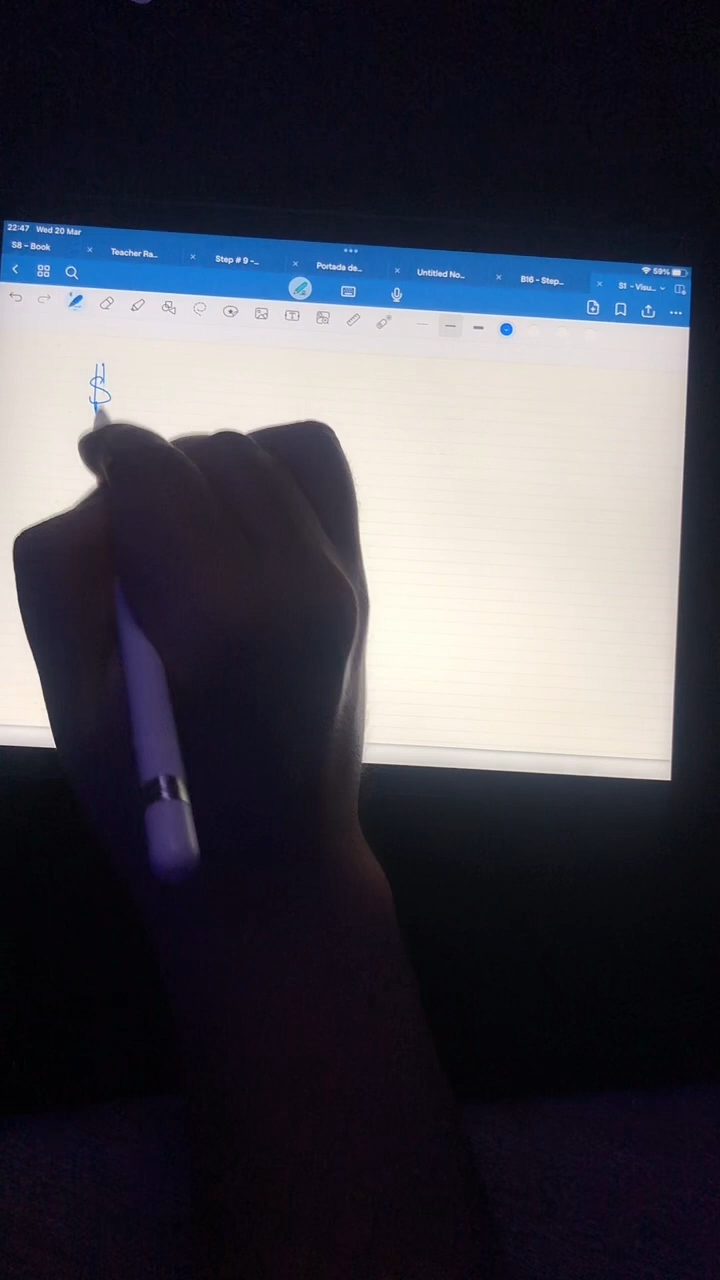 22:47 Wed 20 Mar
59%
S8 - Book
Teacher Ra...
Step # 9 -...
Portada de...
Untitled No...
B16 - Step...
S1 - Visu...
T
$